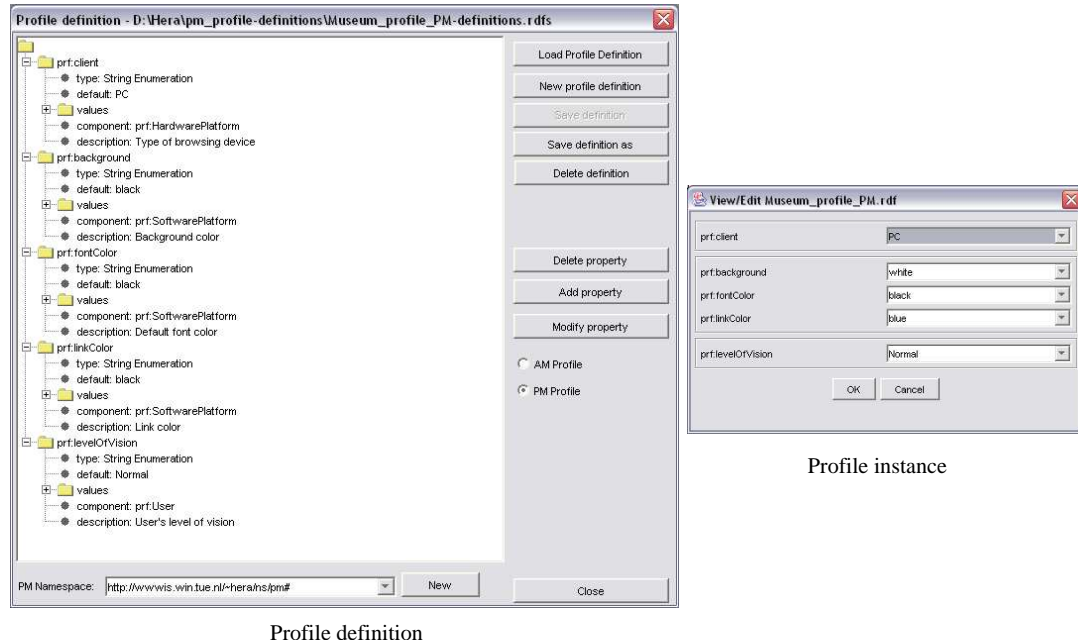 Profile definition - D:\Hera\pm_profile-definitions\Museum_profile_PM-definitions.rdfs
prf:client
type: String Enumeration
default: PC
values
component: prf:HardwarePlatform
description: Type of browsing device
prf:background
type: String Enumeration
default: black
values
component: prf:SoftwarePlatform
description: Background color
prf:fontColor
type: String Enumeration
default: black
values
component: prf:SoftwarePlatform
description: Default font color
prf:linkColor
type: String Enumeration
default: black
values
component: prf:SoftwarePlatform
description: Link color
prf:levelOfVision
type: String Enumeration
default: Normal
values
component: prf:User
description: User's level of vision
Load Profile Definition
New profile definition
Save definition
Save definition as
Delete definition
Delete property
Add property
Modify property
AM Profile
PM Profile
PM Namespace: http://wwwis.win.tue.nl/~hera/ns/pm# New
Close
Profile definition
View/Edit Museum_profile_PM.rdf
prf:client PC
prf:background white
prf:fontColor black
prf:linkColor blue
prf:levelOfVision Normal
OK Cancel
Profile instance